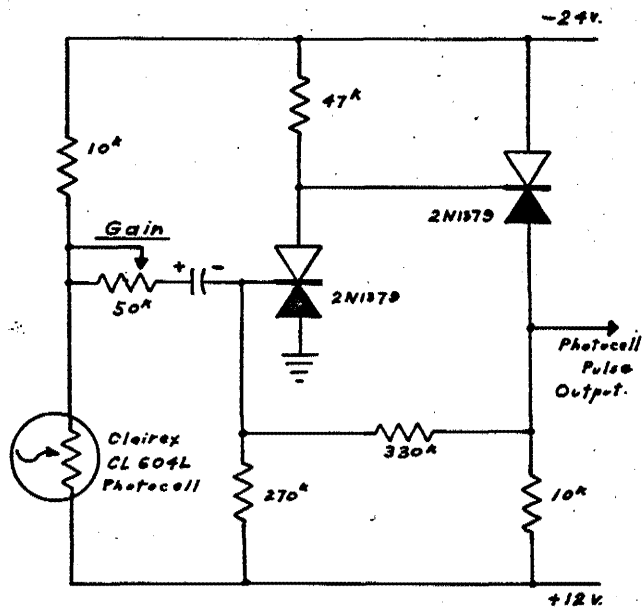 -24v.
47K
10K
2N1379
Gain
+ -
50K
2N1379
Photocell
Pulse
Output.
Clairex
CL 604L
Photocell
330K
270K
10K
+12v.